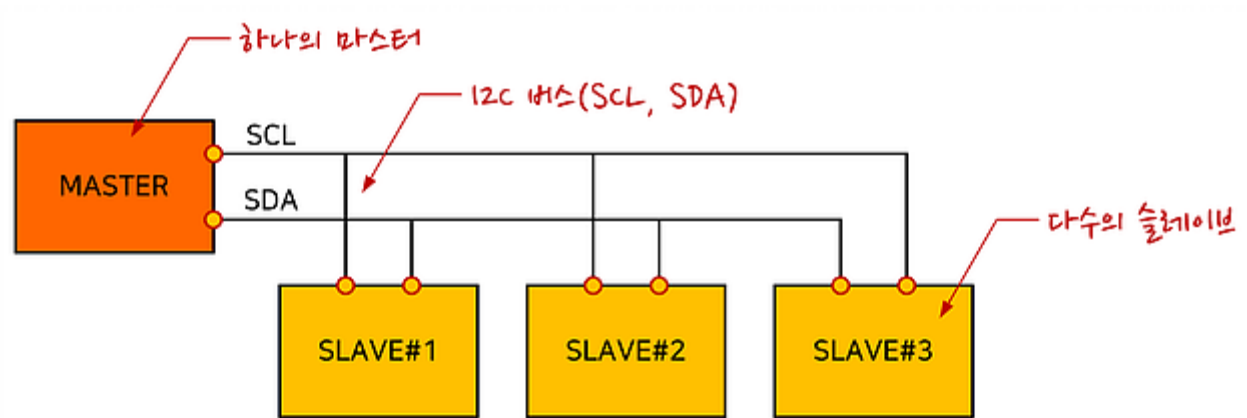 하나의 마스터
I2C 버스(SCL, SDA)
SCL
MASTER
SDA
다수의 슬레이브
SLAVE#1
SLAVE#2
SLAVE#3